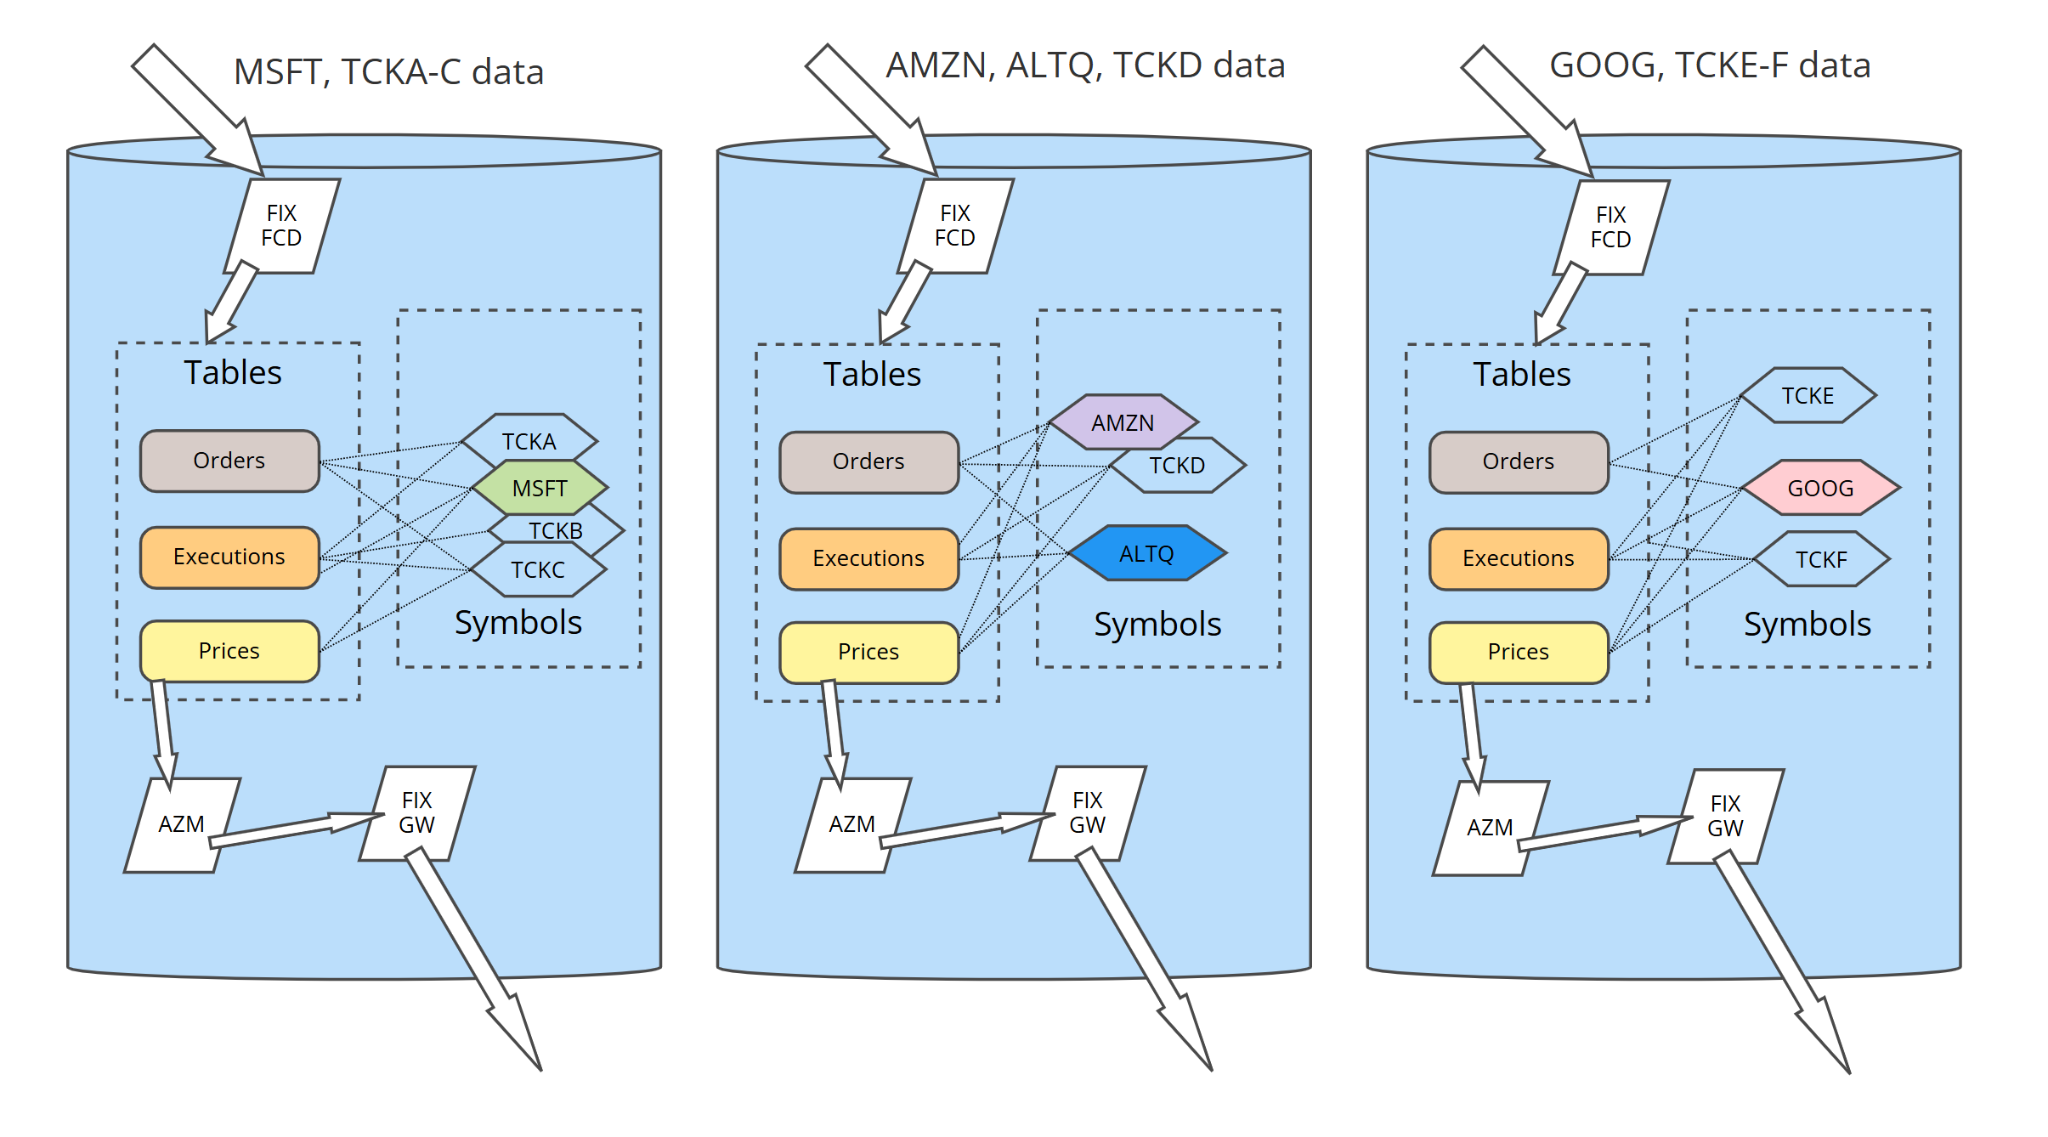 MSFT, TCKA-C data
FIX
FCD
Tables
Orders
Executions
Prices
TCKA
MSFT
TCKB
TCKC
Symbols
AZM
FIX
GW
AMZN, ALTQ, TCKD data
FIX
FCD
Tables
Orders
Executions
Prices
AMZN
TCKD
ALTQ
Symbols
AZM
FIX
GW
GOOG, TCKE-F data
FIX
FCD
Tables
Orders
Executions
Prices
TCKE
GOOG
TCKF
Symbols
AZM
FIX
GW